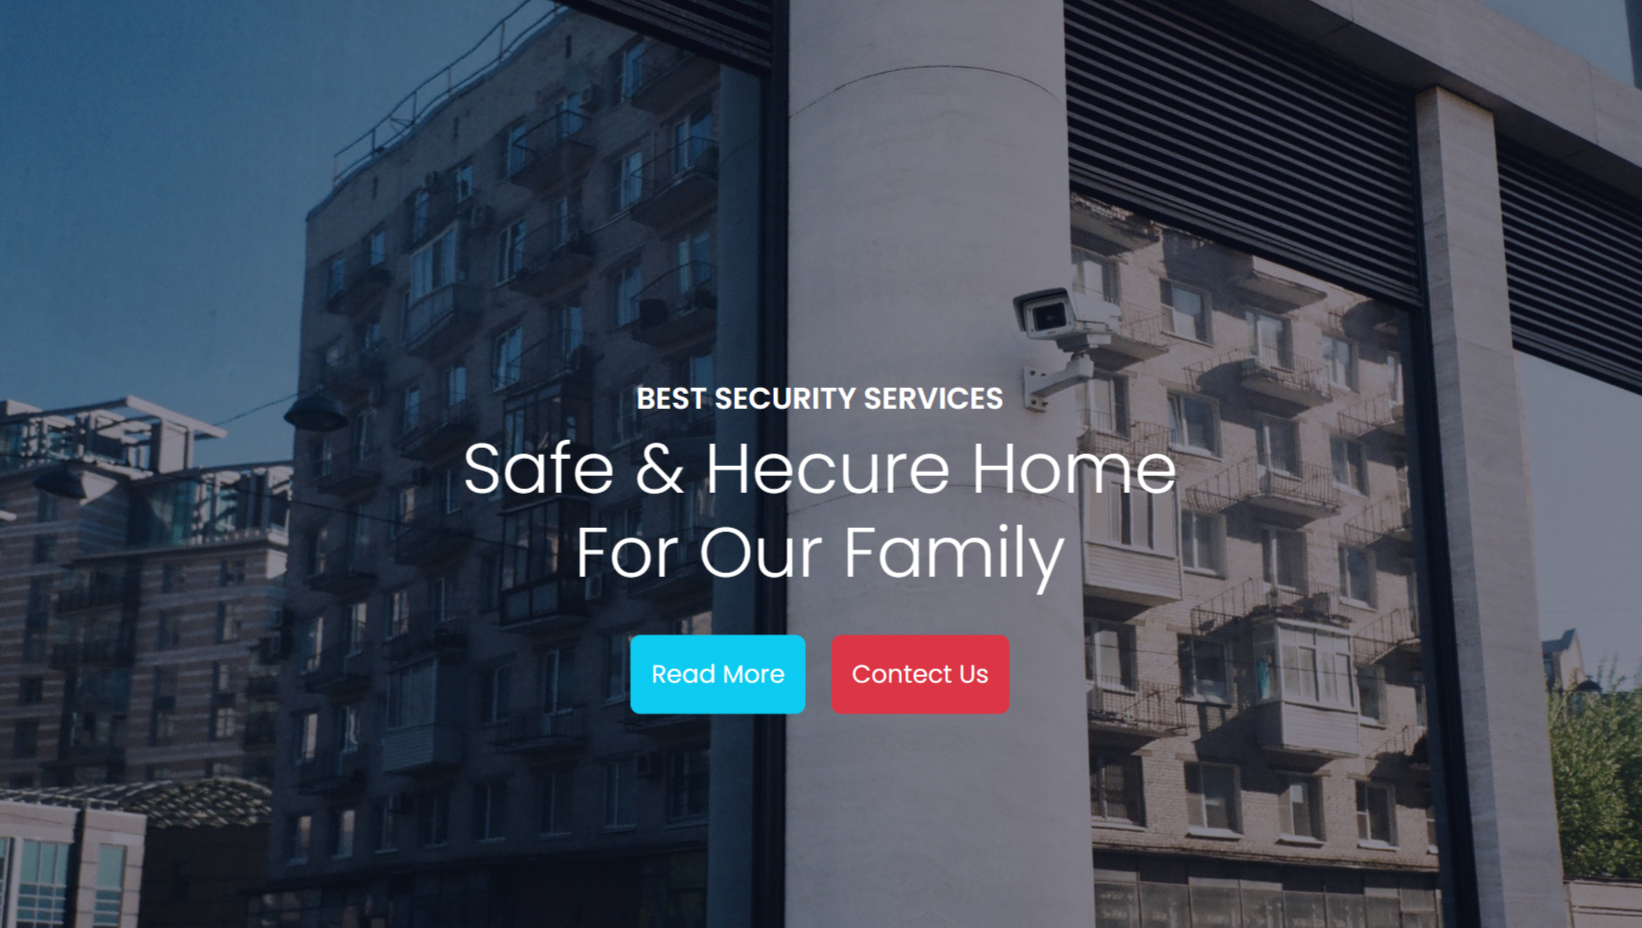 BEST SECURITY SERVICES
Safe & Hecure Home
For Our Family
Read More
Contect Us